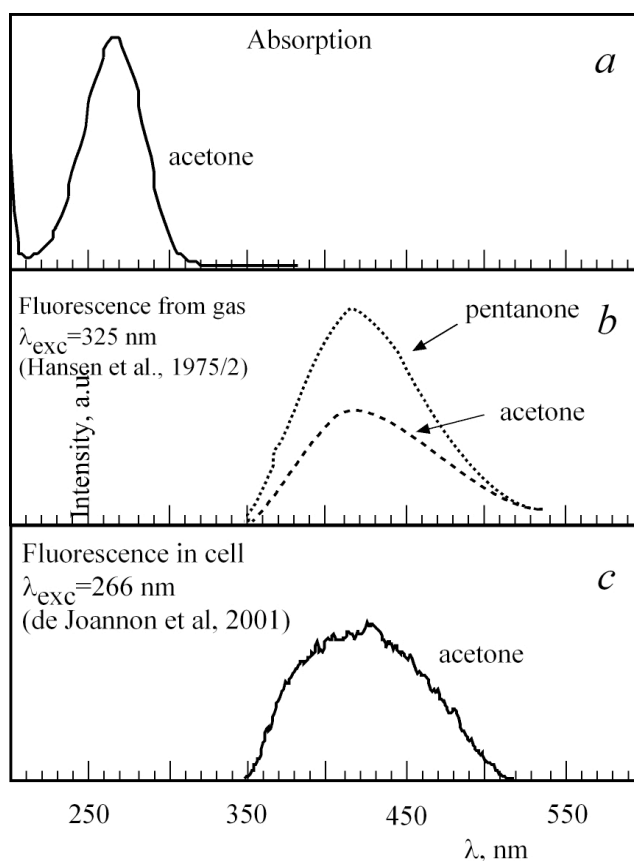 Absorption
a
acetone
Fluorescence from gas
λexc=325 nm
(Hansen et al., 1975/2)
Intensity, a.u.
pentanone
b
acetone
Fluorescence in cell
λexc=266 nm
(de Joannon et al, 2001)
c
acetone
250 350 450 550
λ, nm